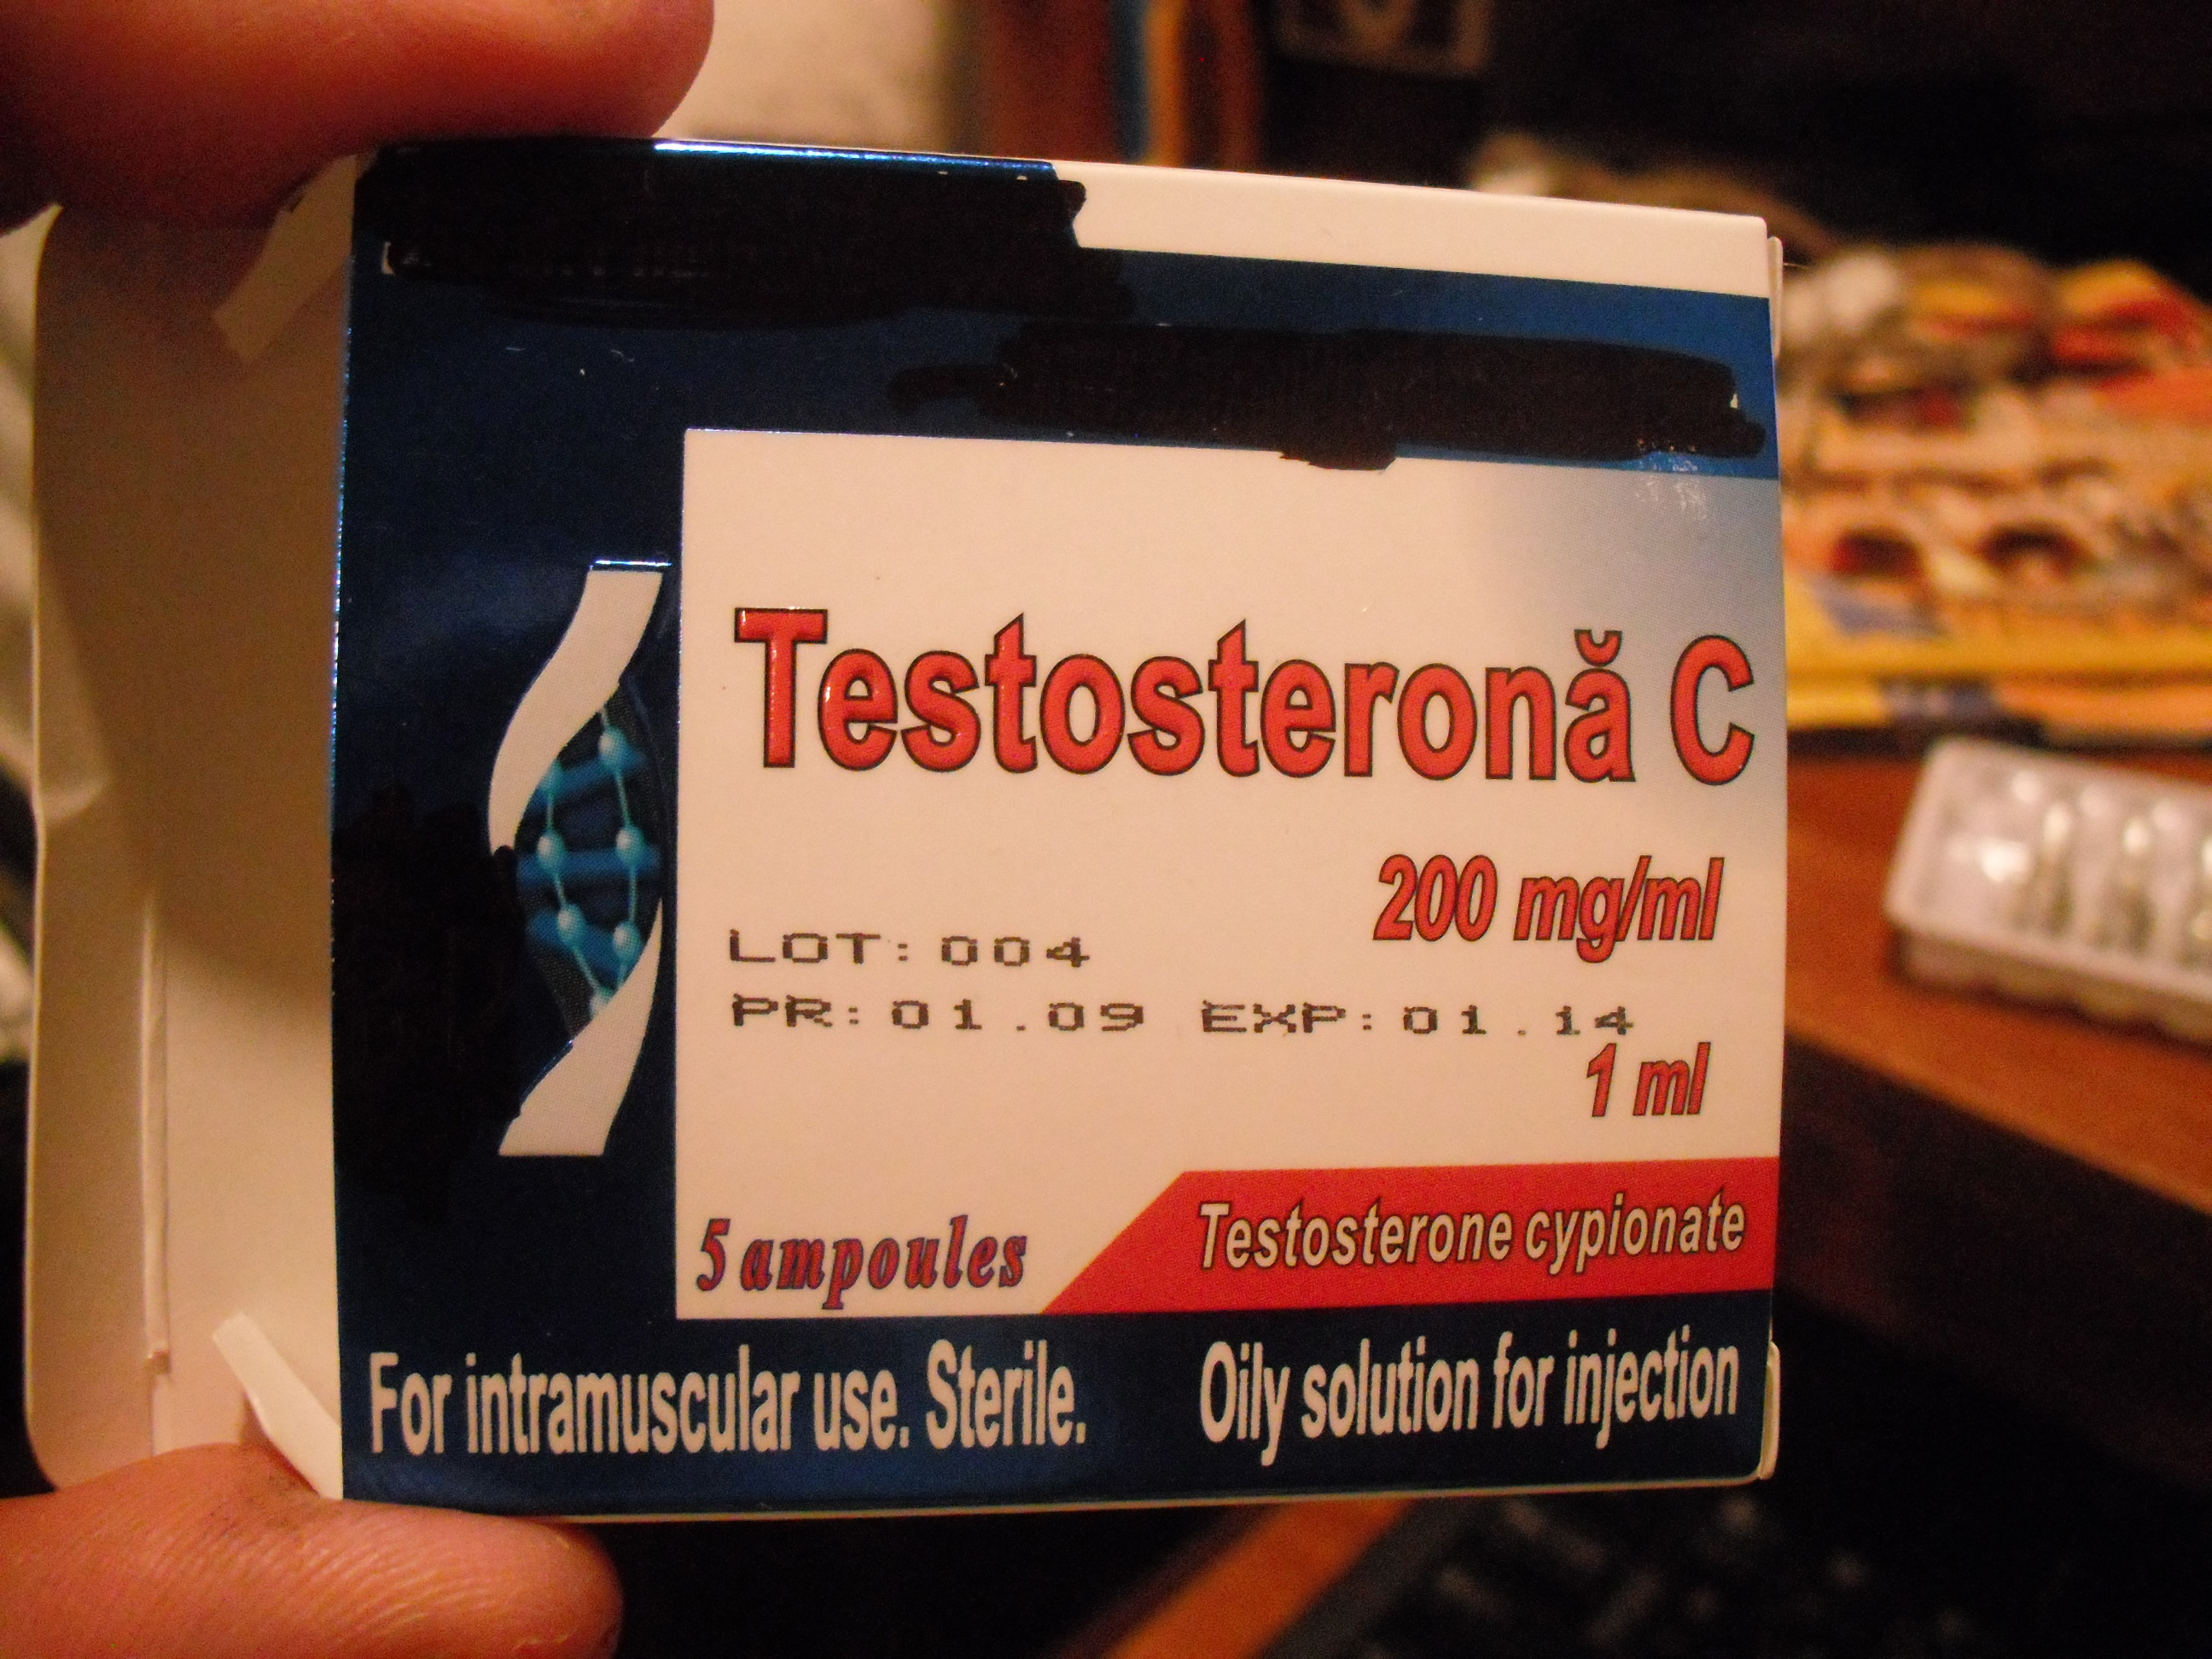 Testosteronă C
200 mg/ml
LOT: 004
PR: 01.09 EXP: 01.14
1 ml
5 ampoules
Testosterone cypionate
For intramuscular use. Sterile.
Oily solution for injection